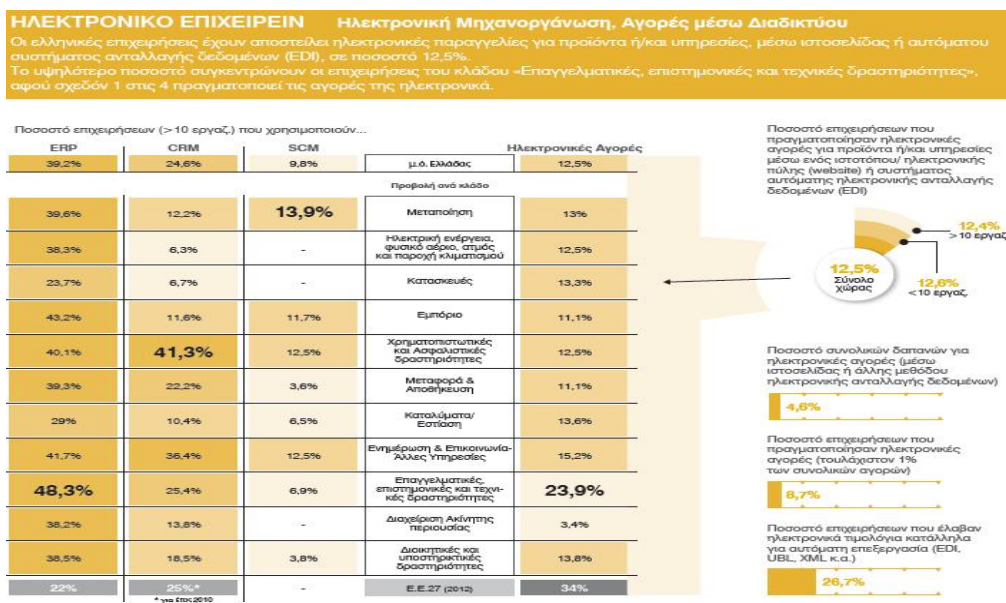 ΗΛΕΚΤΡΟΝΙΚΟ ΕΠΙΧΕΙΡΕΙΝ Ηλεκτρονική Μηχανοργάνωση, Αγορές μέσω Διαδικτύου
Οι ελληνικές επιχειρήσεις έχουν αποστείλει ηλεκτρονικές παραγγελίες για προϊόντα ή/και υπηρεσίες, μέσω ιστοσελίδας ή αυτόματου
συστήματος ανταλλαγής δεδομένων (EDI), σε ποσοστό 12,5%.
Το υψηλότερο ποσοστό συγκεντρώνουν οι επιχειρήσεις του κλάδου «Επαγγελματικές, επιστημονικές και τεχνικές δραστηριότητες»,
αφού σχεδόν 1 στις 4 πραγματοποιεί τις αγορές της ηλεκτρονικά.
Ποσοστό επιχειρήσεων (>10 εργαζ.) που χρησιμοποιούν...
ERP CRM SCM Ηλεκτρονικές Αγορές
39,2% 24,6% 9,8% μ.ό. Ελλάδας 12,5%
Προβολή ανά κλάδο
39,6% 12,2% 13,9% Μεταποίηση 13%
38,3% 6,3% - Ηλεκτρική ενέργεια,
φυσικό αέριο, ατμός
και παροχή κλιματισμού 12,5%
23,7% 6,7% - Κατασκευές 13,3%
43,2% 11,6% 11,7% Εμπόριο 11,1%
40,1% 41,3% 12,5% Χρηματοπιστωτικές
και Ασφαλιστικές
δραστηριότητες 12,5%
39,3% 22,2% 3,6% Μεταφορά &
Αποθήκευση 11,1%
29% 10,4% 6,5% Καταλύματα/
Εστίαση 13,6%
41,7% 36,4% 12,5% Ενημέρωση & Επικοινωνία-
Άλλες Υπηρεσίες 15,2%
48,3% 25,4% 6,9% Επαγγελματικές,
επιστημονικές και τεχνι-
κές δραστηριότητες 23,9%
38,2% 13,8% - Διαχείριση Ακίνητης
περιουσίας 3,4%
38,5% 18,5% 3,8% Διοικητικές και
υποστηρικτικές
δραστηριότητες 13,8%
22% 25%* - Ε.Ε.27 (2012) 34%
* για έτος 2010
Ποσοστό επιχειρήσεων που
πραγματοποίησαν ηλεκτρονικές
αγορές για προϊόντα ή/και υπηρεσίες
μέσω ενός ιστοτόπου/ ηλεκτρονικής
πύλης (website) ή συστήματος
αυτόματης ηλεκτρονικής ανταλλαγής
δεδομένων (EDI)
12,4%
>10 εργαζ.
12,5%
Σύνολο
χώρας
12,6%
<10 εργαζ.
Ποσοστό συνολικών δαπανών για
ηλεκτρονικές αγορές (μέσω
ιστοσελίδας ή άλλης μεθόδου
ηλεκτρονικής ανταλλαγής δεδομένων)
4,6%
Ποσοστό επιχειρήσεων που
πραγματοποίησαν ηλεκτρονικές
αγορές (τουλάχιστον 1%
των συνολικών αγορών)
8,7%
Ποσοστό επιχειρήσεων που έλαβαν
ηλεκτρονικά τιμολόγια κατάλληλα
για αυτόματη επεξεργασία (EDI,
UBL, XML κ.α.)
26,7%